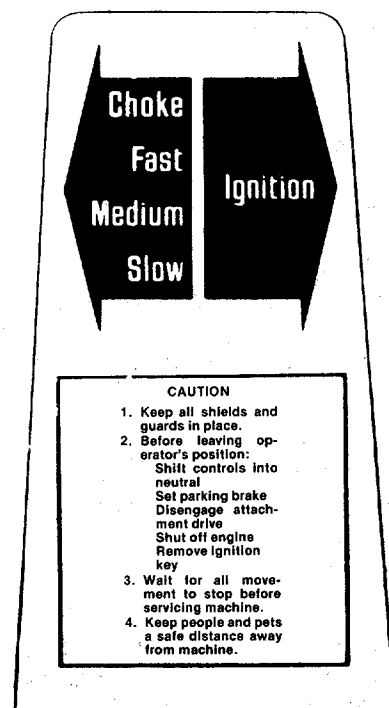 Choke
Fast
Medium
Slow
Ignition
CAUTION
1. Keep all shields and
guards in place.
2. Before leaving op-
erator's position:
Shift controls into
neutral
Set parking brake
Disengage attach-
ment drive
Shut off engine
Remove ignition
key
3. Wait for all move-
ment to stop before
servicing machine.
4. Keep people and pets
a safe distance away
from machine.